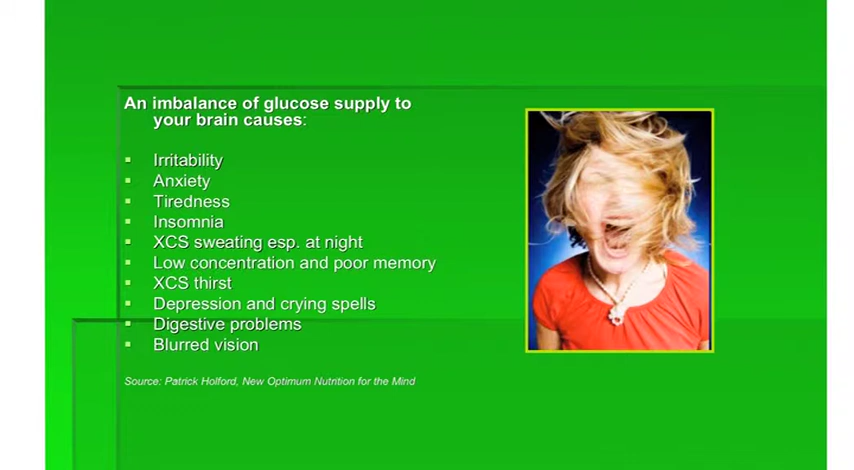 An imbalance of glucose supply to
your brain causes:
Irritability
Anxiety
Tiredness
Insomnia
XCS sweating esp. at night
Low concentration and poor memory
XCS thirst
Depression and crying spells
Digestive problems
Blurred vision
Source: Patrick Holford, New Optimum Nutrition for the Mind